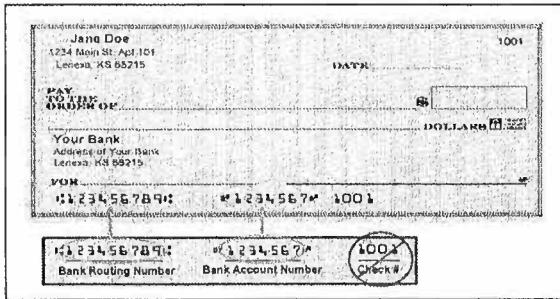 Jane Doe
1001
1234 Main St. Apt 101
Lenexa, KS 66215
DATE
PAY
TO THE
ORDER OF
$
DOLLARS
Your Bank
Address of Your Bank
Lenexa, KS 66215
FOR
⑆123456789⑆ ⑈1234567⑈ 1001
⑆123456789⑆ ⑈1234567⑈ 1001
Bank Routing Number Bank Account Number Check #